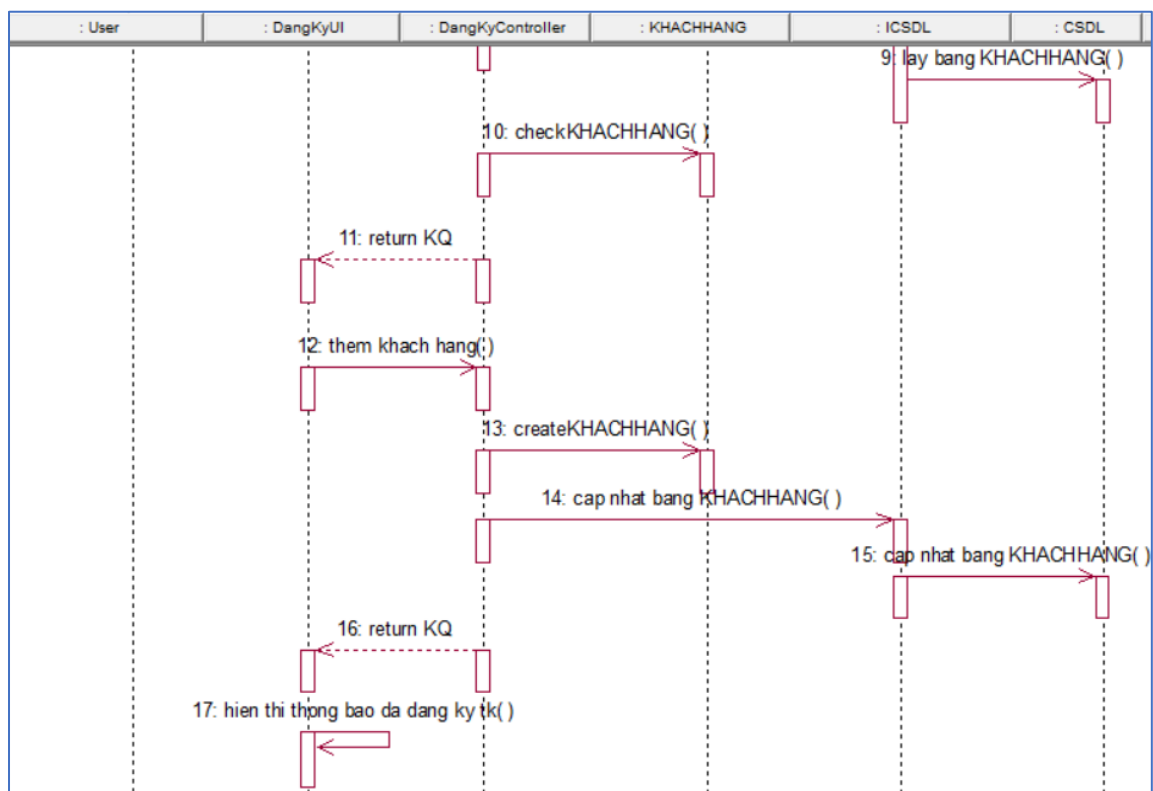 : User
: DangKyUI
: DangKyController
: KHACHHANG
: ICSDL
: CSDL
9: lay bang KHACHHANG( )
10: checkKHACHHANG( )
11: return KQ
12: them khach hang( )
13: createKHACHHANG( )
14: cap nhat bang KHACHHANG( )
15: cap nhat bang KHACHHANG( )
16: return KQ
17: hien thi thong bao da dang ky tk( )